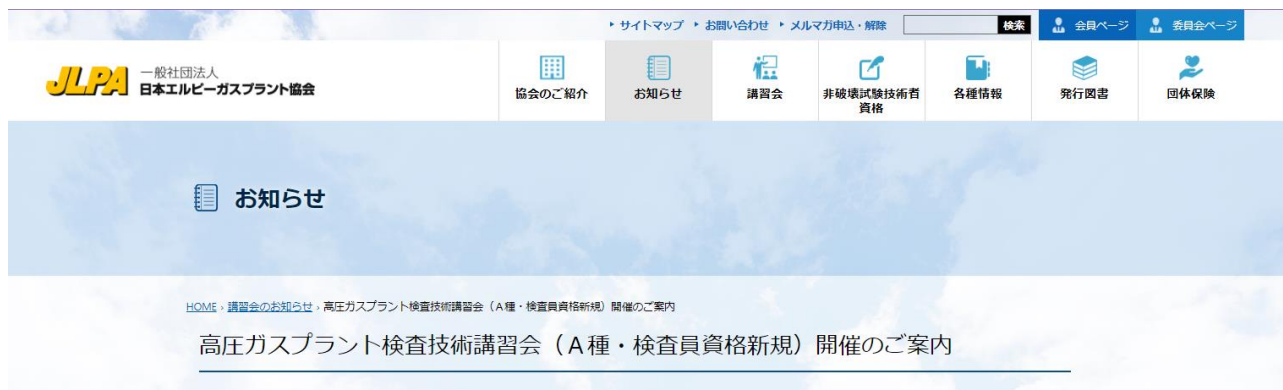 サイトマップ お問い合わせ メルマガ申込・解除 検索 会員ページ 委員会ページ
JLPA 一般社団法人
日本エルピーガスプラント協会
協会のご紹介 お知らせ 講習会 非破壊試験技術者 各種情報 発行図書 団体保険
資格
お知らせ
HOME › 講習会のお知らせ › 高圧ガスプラント検査技術講習会（A種・検査員資格新規）開催のご案内
高圧ガスプラント検査技術講習会（A種・検査員資格新規）開催のご案内